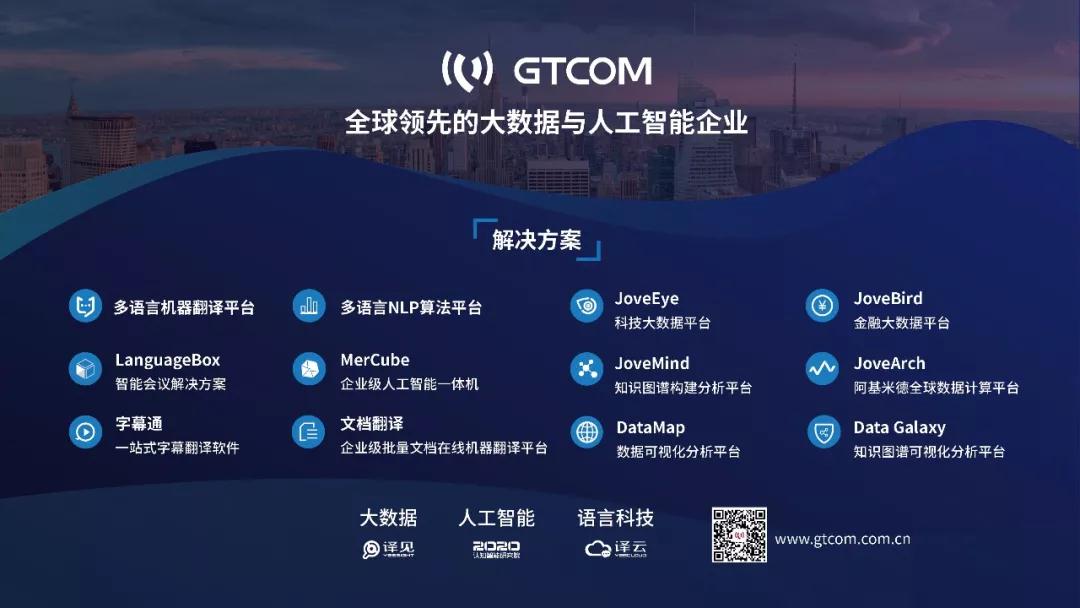 GTCOM
全球领先的大数据与人工智能企业
解决方案
多语言机器翻译平台
多语言NLP算法平台
JoveEye
科技大数据平台
JoveBird
金融大数据平台
LanguageBox
智能会议解决方案
MerCube
企业级人工智能一体机
JoveMind
知识图谱构建分析平台
JoveArch
阿基米德全球数据计算平台
字幕通
一站式字幕翻译软件
文档翻译
企业级批量文档在线机器翻译平台
DataMap
数据可视化分析平台
Data Galaxy
知识图谱可视化分析平台
大数据
人工智能
语言科技
译见
YEESIGHT
2020
认知智能研究院
译云
YEECLOUD
www.gtcom.com.cn